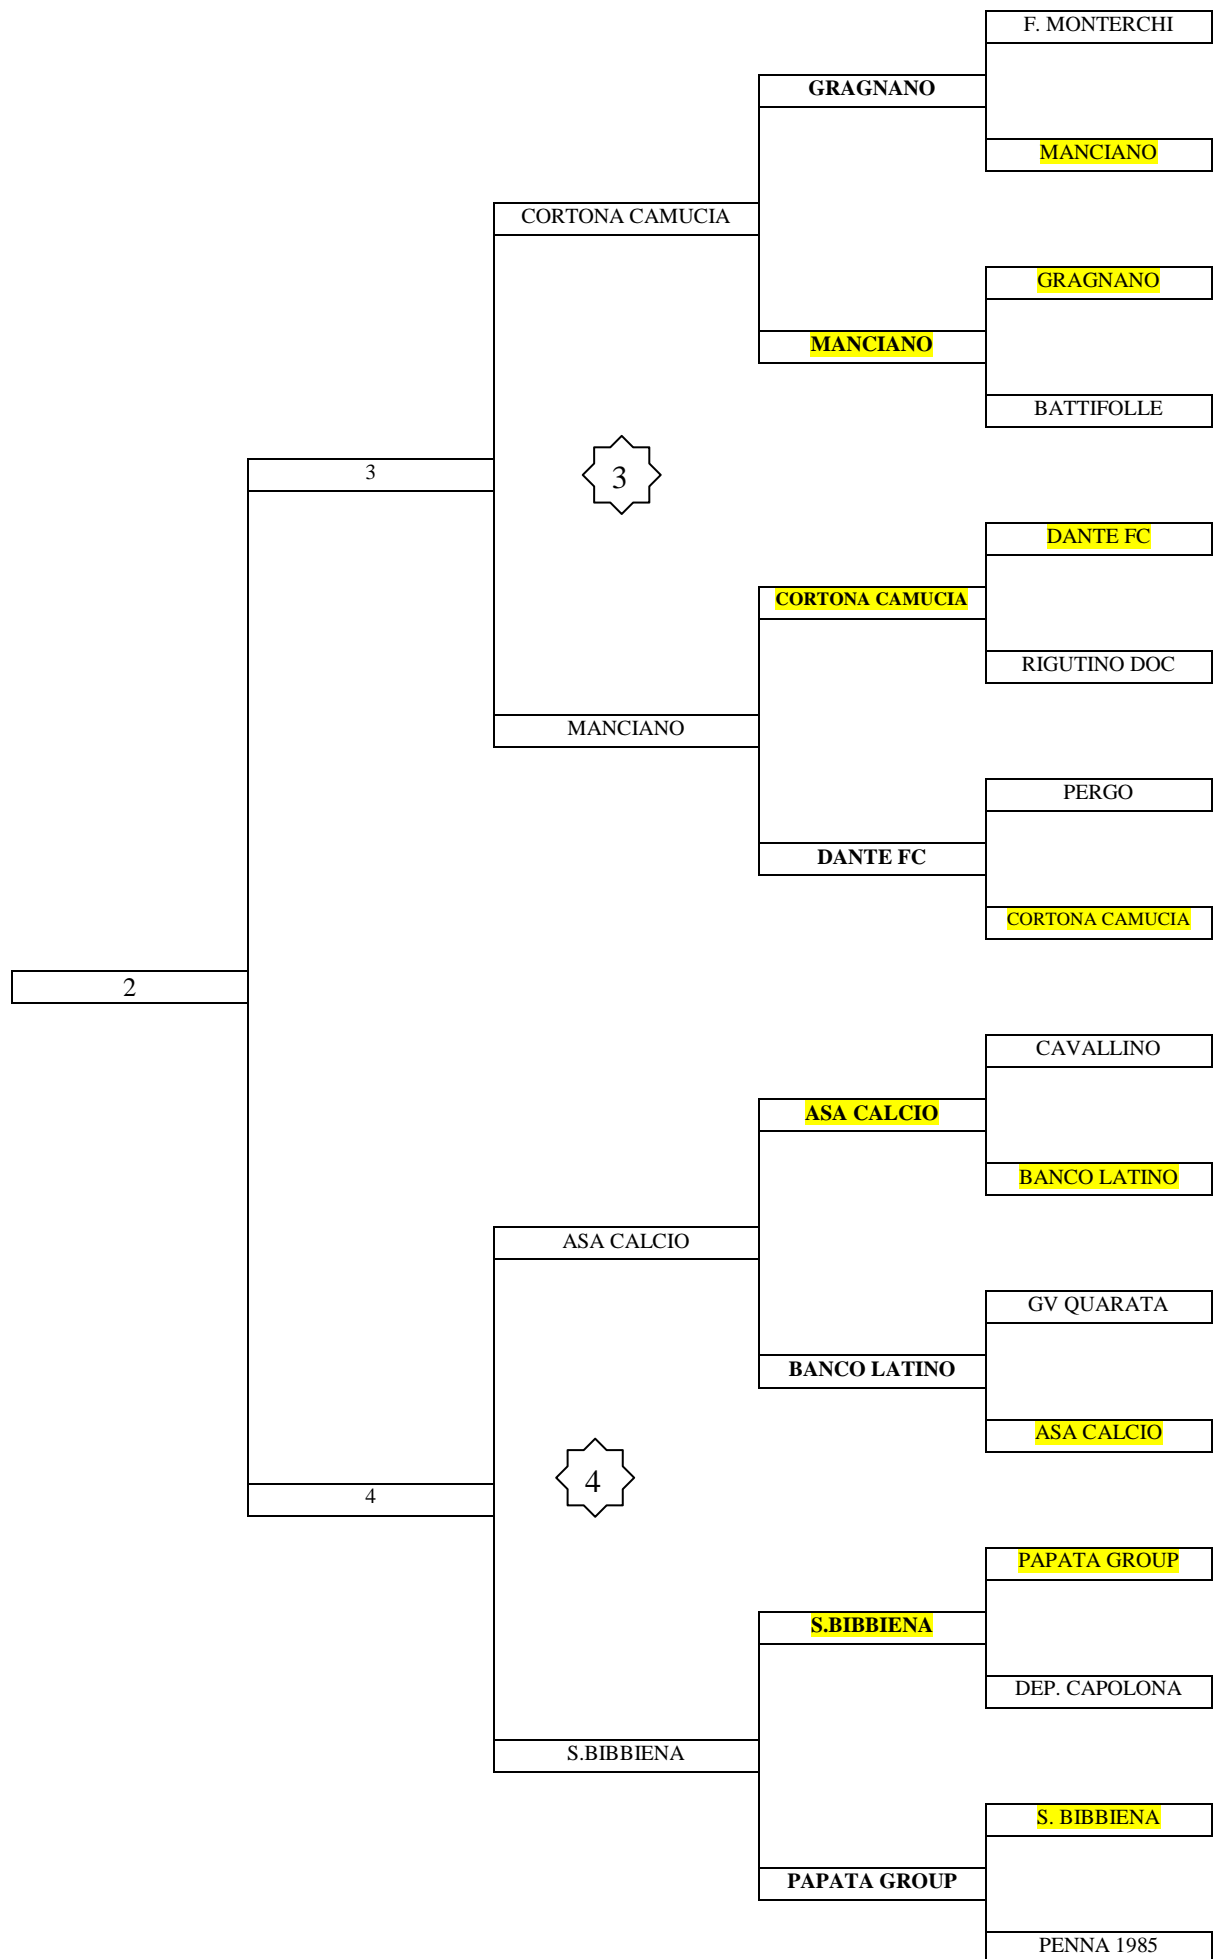 F. MONTERCHI
GRAGNANO
MANCIANO
CORTONA CAMUCIA
GRAGNANO
MANCIANO
BATTIFOLLE
3
3
DANTE FC
CORTONA CAMUCIA
RIGUTINO DOC
MANCIANO
PERGO
DANTE FC
CORTONA CAMUCIA
2
CAVALLINO
ASA CALCIO
BANCO LATINO
ASA CALCIO
GV QUARATA
BANCO LATINO
ASA CALCIO
4
4
PAPATA GROUP
S.BIBBIENA
DEP. CAPOLONA
S.BIBBIENA
S. BIBBIENA
PAPATA GROUP
PENNA 1985